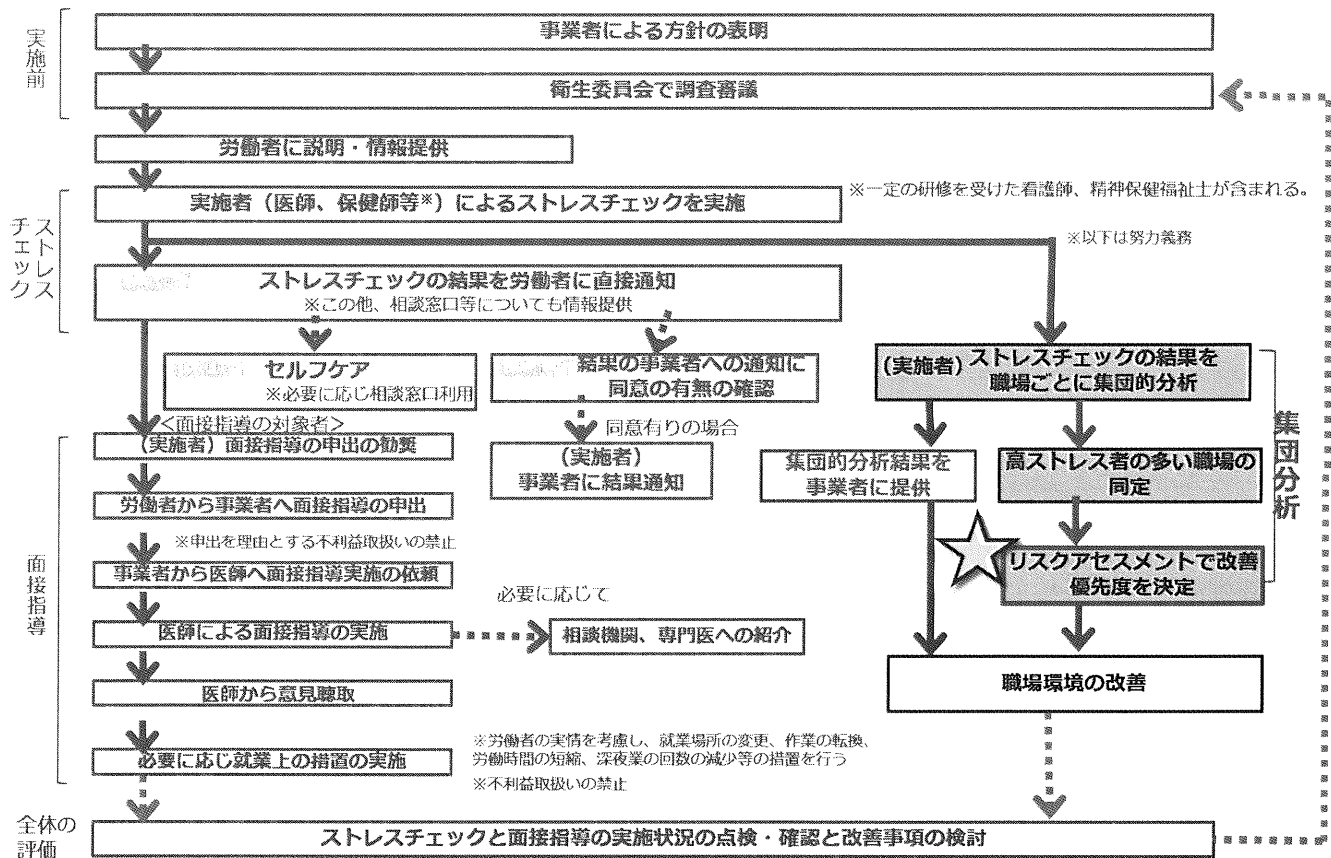 実施前
事業者による方針の表明
衛生委員会で調査審議
労働者に説明・情報提供
ストレス
チェック
実施者（医師、保健師等※）によるストレスチェックを実施
※一定の研修を受けた看護師、精神保健福祉士が含まれる。
※以下は努力義務
ストレスチェックの結果を労働者に直接通知
※この他、相談窓口等についても情報提供
セルフケア
※必要に応じ相談窓口利用
結果の事業者への通知に
同意の有無の確認
(実施者) ストレスチェックの結果を
職場ごとに集団的分析
集団分析
＜面接指導の対象者＞
同意有りの場合
面接指導
(実施者) 面接指導の申出の勧奨
(実施者)
事業者に結果通知
集団的分析結果を
事業者に提供
高ストレス者の多い職場の
同定
労働者から事業者へ面接指導の申出
※申出を理由とする不利益取扱いの禁止
事業者から医師へ面接指導実施の依頼
リスクアセスメントで改善
優先度を決定
必要に応じて
医師による面接指導の実施
相談機関、専門医への紹介
医師から意見聴取
職場環境の改善
必要に応じ就業上の措置の実施
※労働者の実情を考慮し、就業場所の変更、作業の転換、
労働時間の短縮、深夜業の回数の減少等の措置を行う
※不利益取扱いの禁止
全体の
評価
ストレスチェックと面接指導の実施状況の点検・確認と改善事項の検討